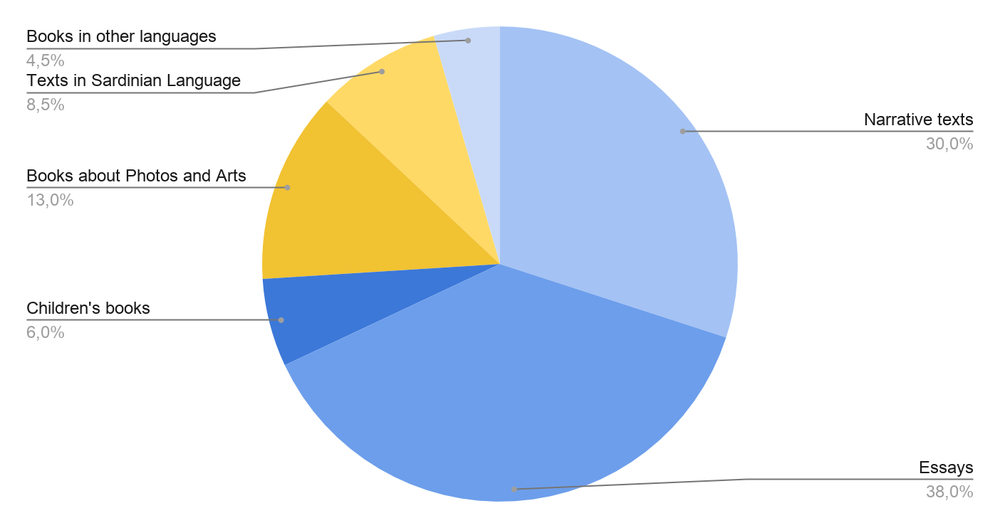 Books in other languages
4,5%
Texts in Sardinian Language
8,5%
Books about Photos and Arts
13,0%
Children's books
6,0%
Narrative texts
30,0%
Essays
38,0%